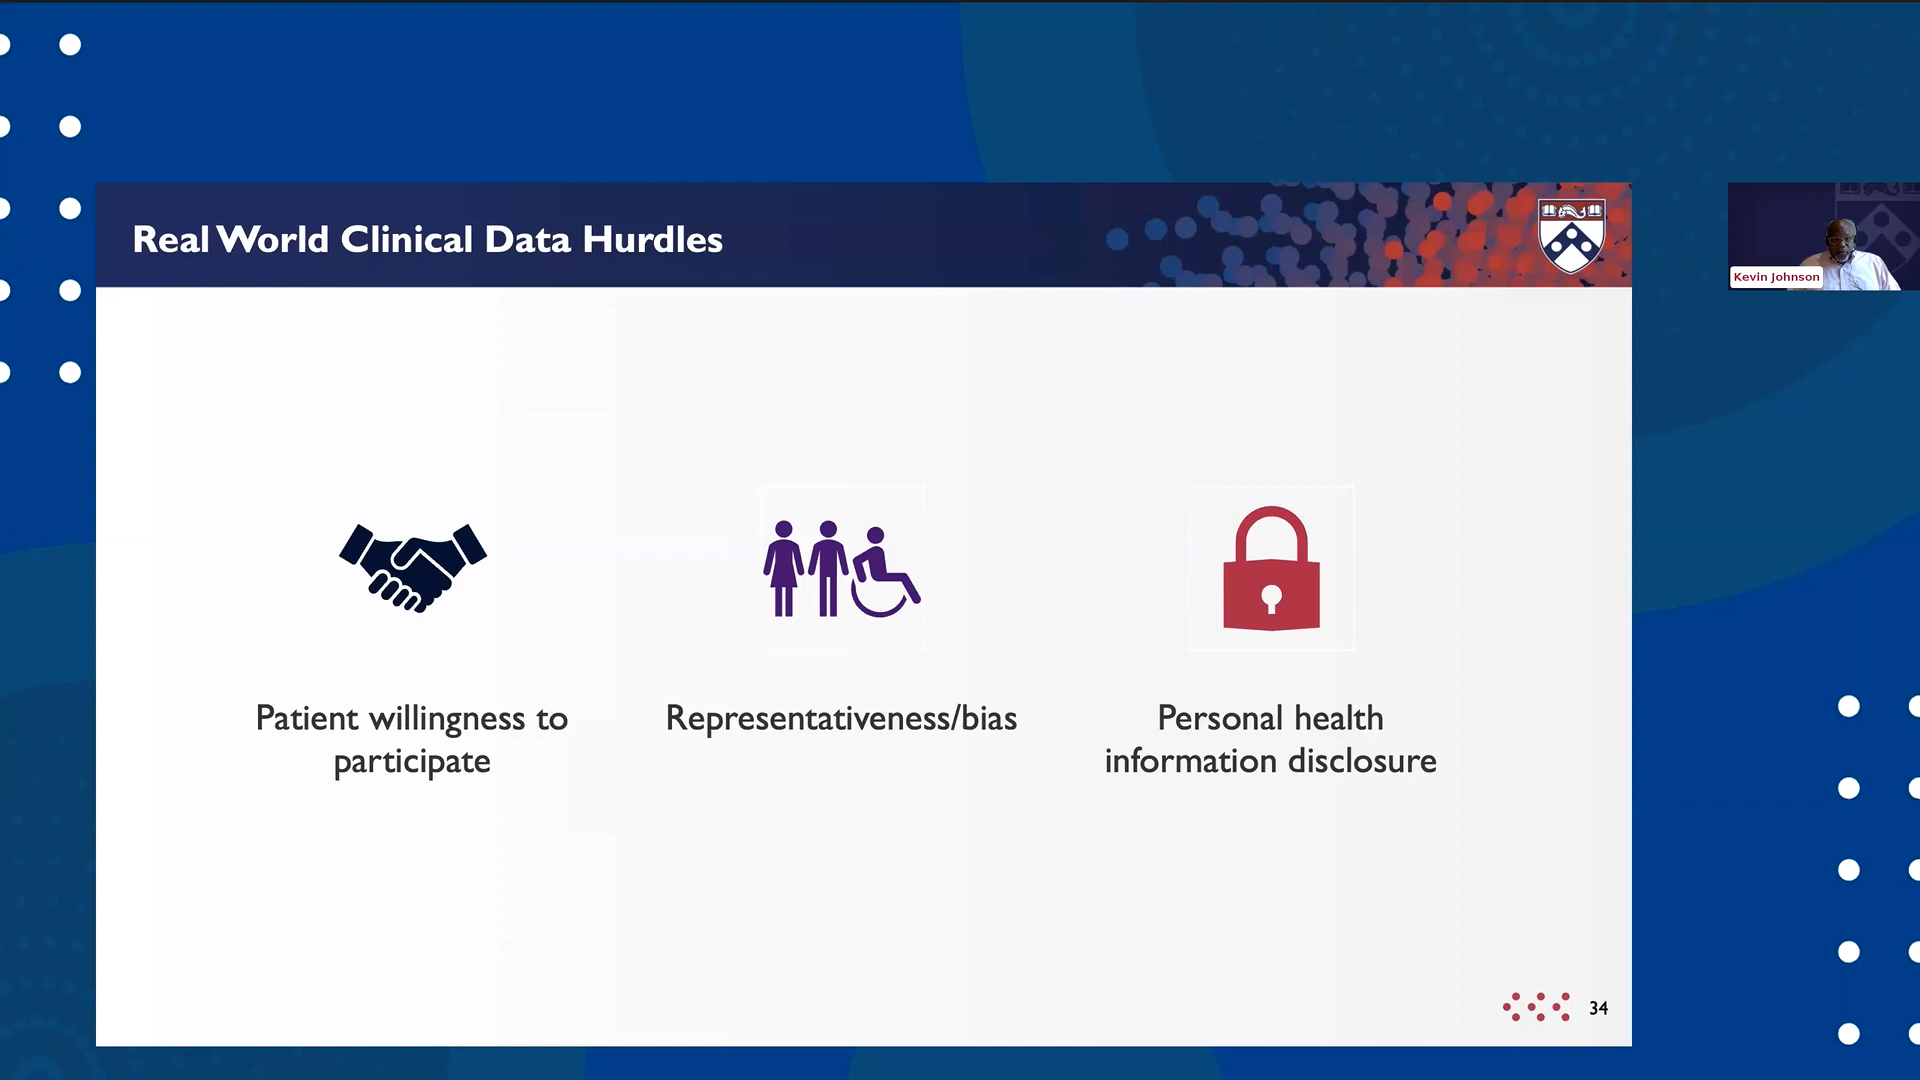 Real World Clinical Data Hurdles
Kevin Johnson
Patient willingness to
participate
Representativeness/bias
Personal health
information disclosure
34